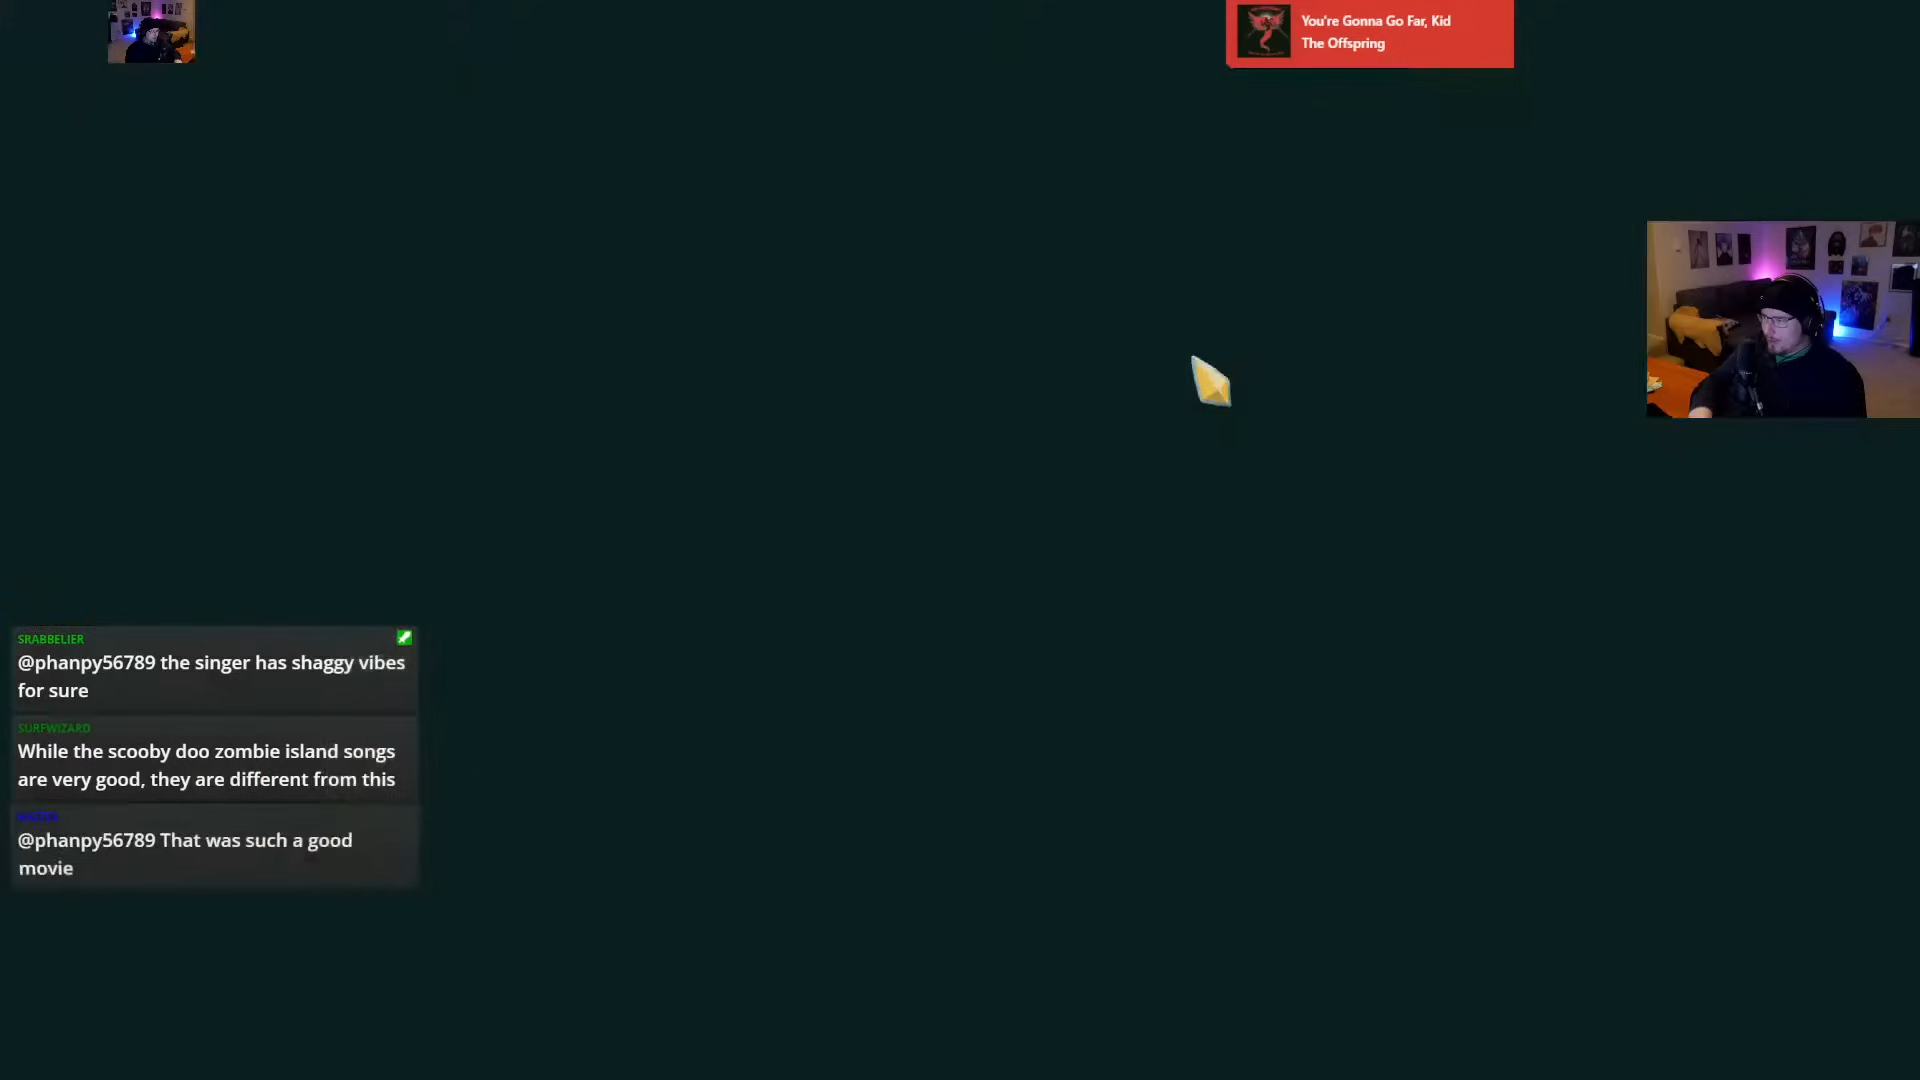 You're Gonna Go Far, Kid
The Offspring
SRABBELIER
@phanpy56789 the singer has shaggy vibes
for sure
SURFWIZARD
While the scooby doo zombie island songs
are very good, they are different from this
@phanpy56789 That was such a good
movie